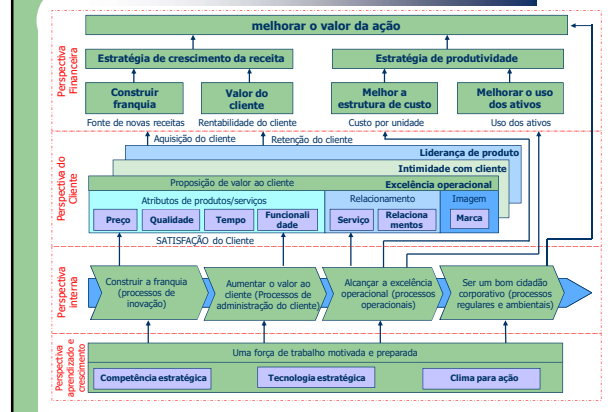 melhorar o valor da ação
Perspectiva
Financeira
Estratégia de crescimento da receita
Estratégia de produtividade
Construir
franquia
Valor do
cliente
Melhor a
estrutura de custo
Melhorar o uso
dos ativos
Fonte de novas receitas
Rentabilidade do cliente
Custo por unidade
Uso dos ativos
Aquisição do cliente
Retenção do cliente
Perspectiva do
Cliente
Liderança de produto
Intimidade com cliente
Proposição de valor ao cliente
Excelência operacional
Atributos de produtos/serviços
Relacionamento
Imagem
Preço
Qualidade
Tempo
Funcionali
dade
Serviço
Relaciona
mentos
Marca
SATISFAÇÃO do Cliente
Perspectiva
interna
Construir a franquia
(processos de
inovação)
Aumentar o valor ao
cliente (Processos de
administração do cliente)
Alcançar a excelência
operacional (processos
operacionais)
Ser um bom cidadão
corporativo (processos
regulares e ambientais)
Perspectiva
aprendizado e
crescimento
Uma força de trabalho motivada e preparada
Competência estratégica
Tecnologia estratégica
Clima para ação